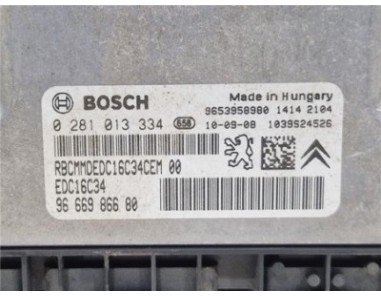 BOSCH
Made in Hungary
9653958980 1414 2104
0 281 013 334 656 10-09-08 1039S24526
RBCMMDEDC16C34CEM 00
EDC16C34
96 669 866 80